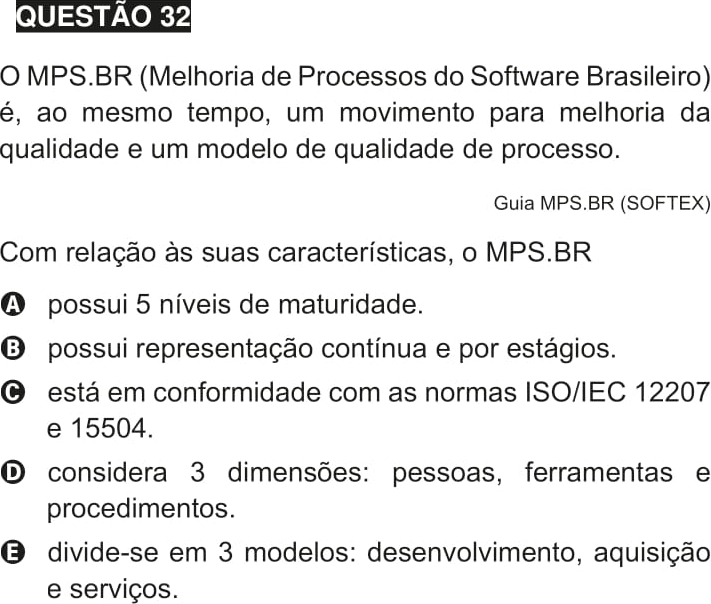 QUESTÃO 32
O MPS.BR (Melhoria de Processos do Software Brasileiro)
é, ao mesmo tempo, um movimento para melhoria da
qualidade e um modelo de qualidade de processo.
Guia MPS.BR (SOFTEX)
Com relação às suas características, o MPS.BR
A possui 5 níveis de maturidade.
B possui representação contínua e por estágios.
C está em conformidade com as normas ISO/IEC 12207
e 15504.
D considera 3 dimensões: pessoas, ferramentas e
procedimentos.
E divide-se em 3 modelos: desenvolvimento, aquisição
e serviços.